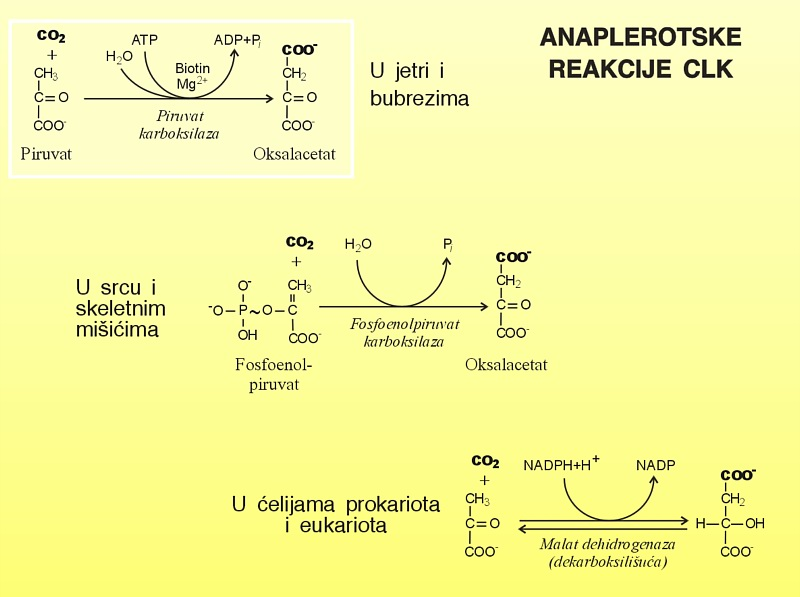 ANAPLEROTSKE
REAKCIJE CLK
CO2
+
CH3
C=O
COO-
Piruvat
H2O
ATP
ADP+Pi
Biotin
Mg2+
Piruvat
karboksilaza
COO-
CH2
C=O
COO-
Oksalacetat
U jetri i
bubrezima
U srcu i
skeletnim
mišićima
CO2
+
O-
CH3
-O–P~O–C
OH
COO-
Fosfoenol-
piruvat
H2O
Pi
Fosfoenolpiruvat
karboksilaza
COO-
CH2
C=O
COO-
Oksalacetat
U ćelijama prokariota
i eukariota
CO2
+
CH3
C=O
COO-
NADPH+H+
NADP
Malat dehidrogenaza
(dekarboksilišuća)
COO-
CH2
H–C–OH
COO-